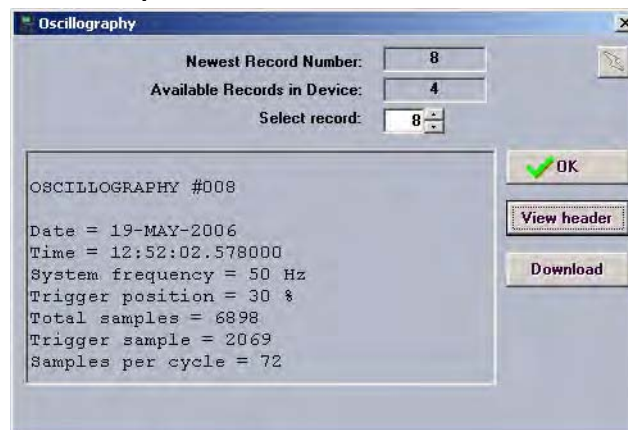 Oscillography
Newest Record Number: 8
Available Records in Device: 4
Select record: 8
OSCILLOGRAPHY #008
OK
Date = 19-MAY-2006
View header
Time = 12:52:02.578000
System frequency = 50 Hz
Download
Trigger position = 30 %
Total samples = 6898
Trigger sample = 2069
Samples per cycle = 72